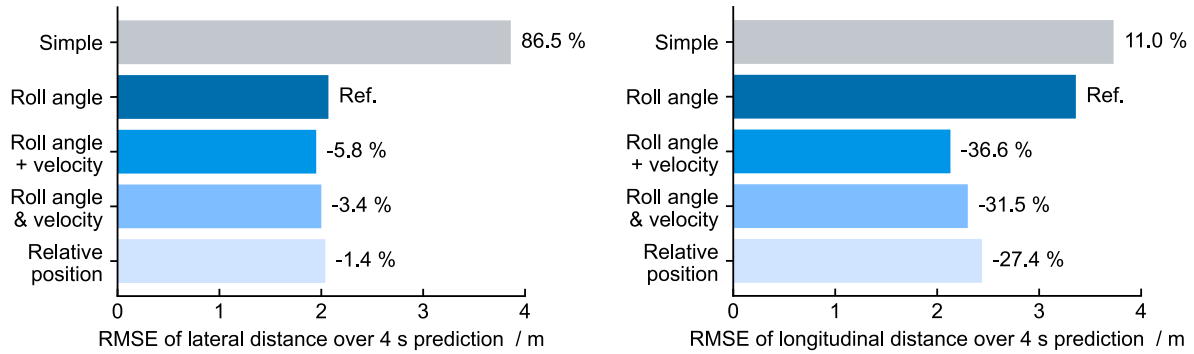 Simple
86.5 %
Roll angle
Ref.
Roll angle
+ velocity
-5.8 %
Roll angle
& velocity
-3.4 %
Relative
position
-1.4 %
0 1 2 3 4
RMSE of lateral distance over 4 s prediction / m
Simple
11.0 %
Roll angle
Ref.
Roll angle
+ velocity
-36.6 %
Roll angle
& velocity
-31.5 %
Relative
position
-27.4 %
0 1 2 3 4
RMSE of longitudinal distance over 4 s prediction / m